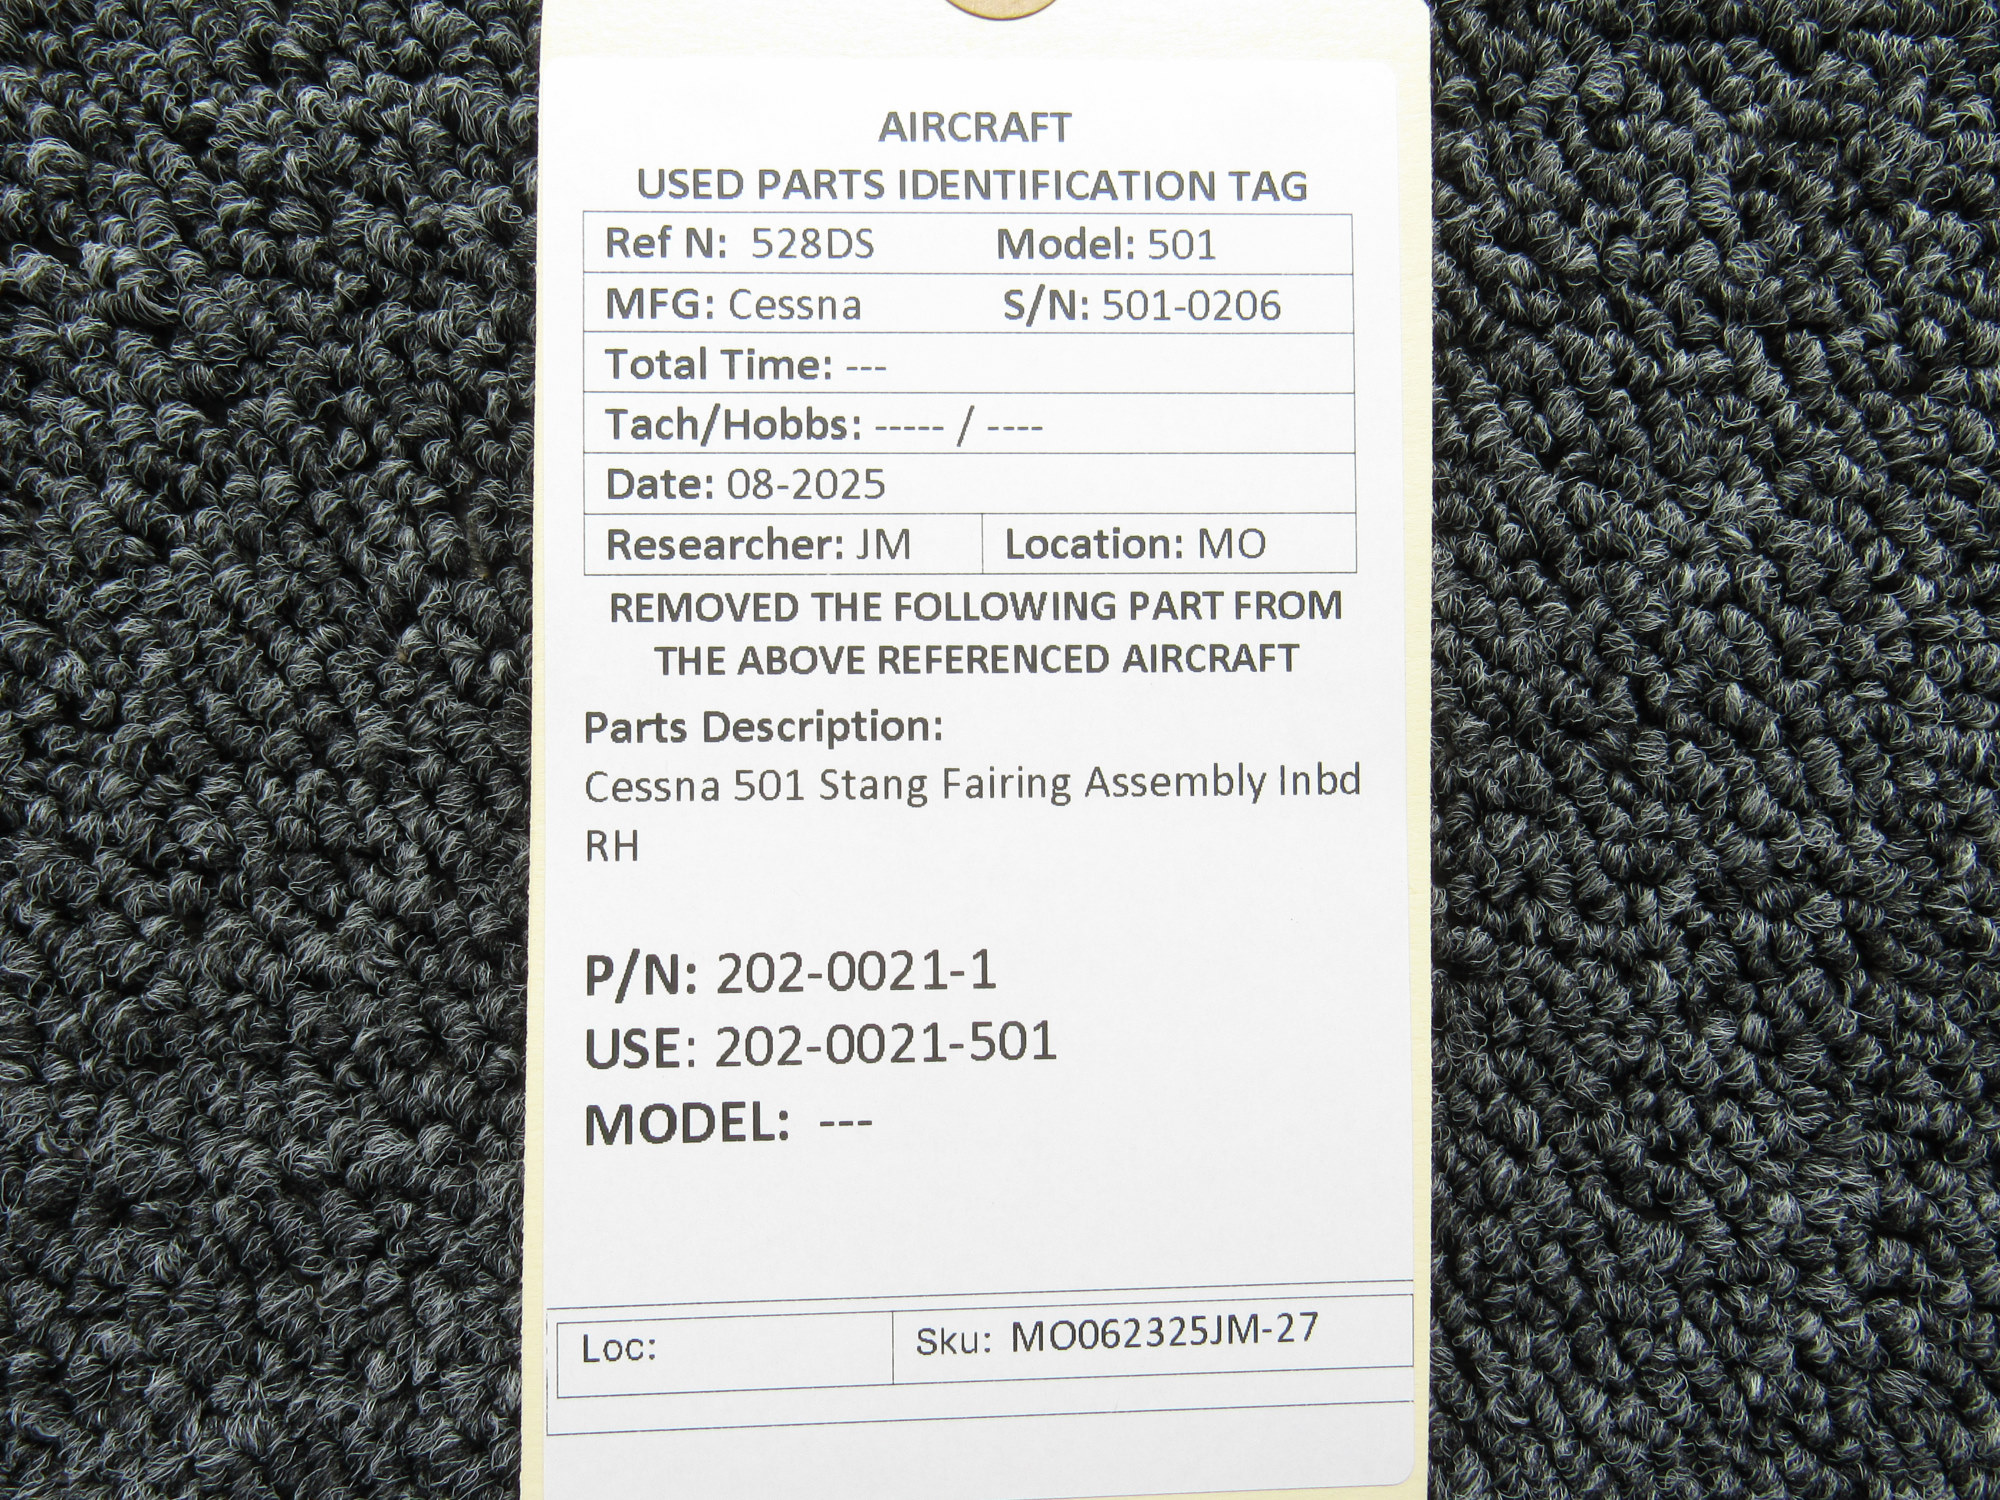 AIRCRAFT
USED PARTS IDENTIFICATION TAG
Ref N: 528DS Model: 501
MFG: Cessna S/N: 501-0206
Total Time: ---
Tach/Hobbs: ----- / ----
Date: 08-2025
Researcher: JM Location: MO
REMOVED THE FOLLOWING PART FROM
THE ABOVE REFERENCED AIRCRAFT
Parts Description:
Cessna 501 Stang Fairing Assembly Inbd
RH
P/N: 202-0021-1
USE: 202-0021-501
MODEL: ---
Loc: Sku: MO062325JM-27